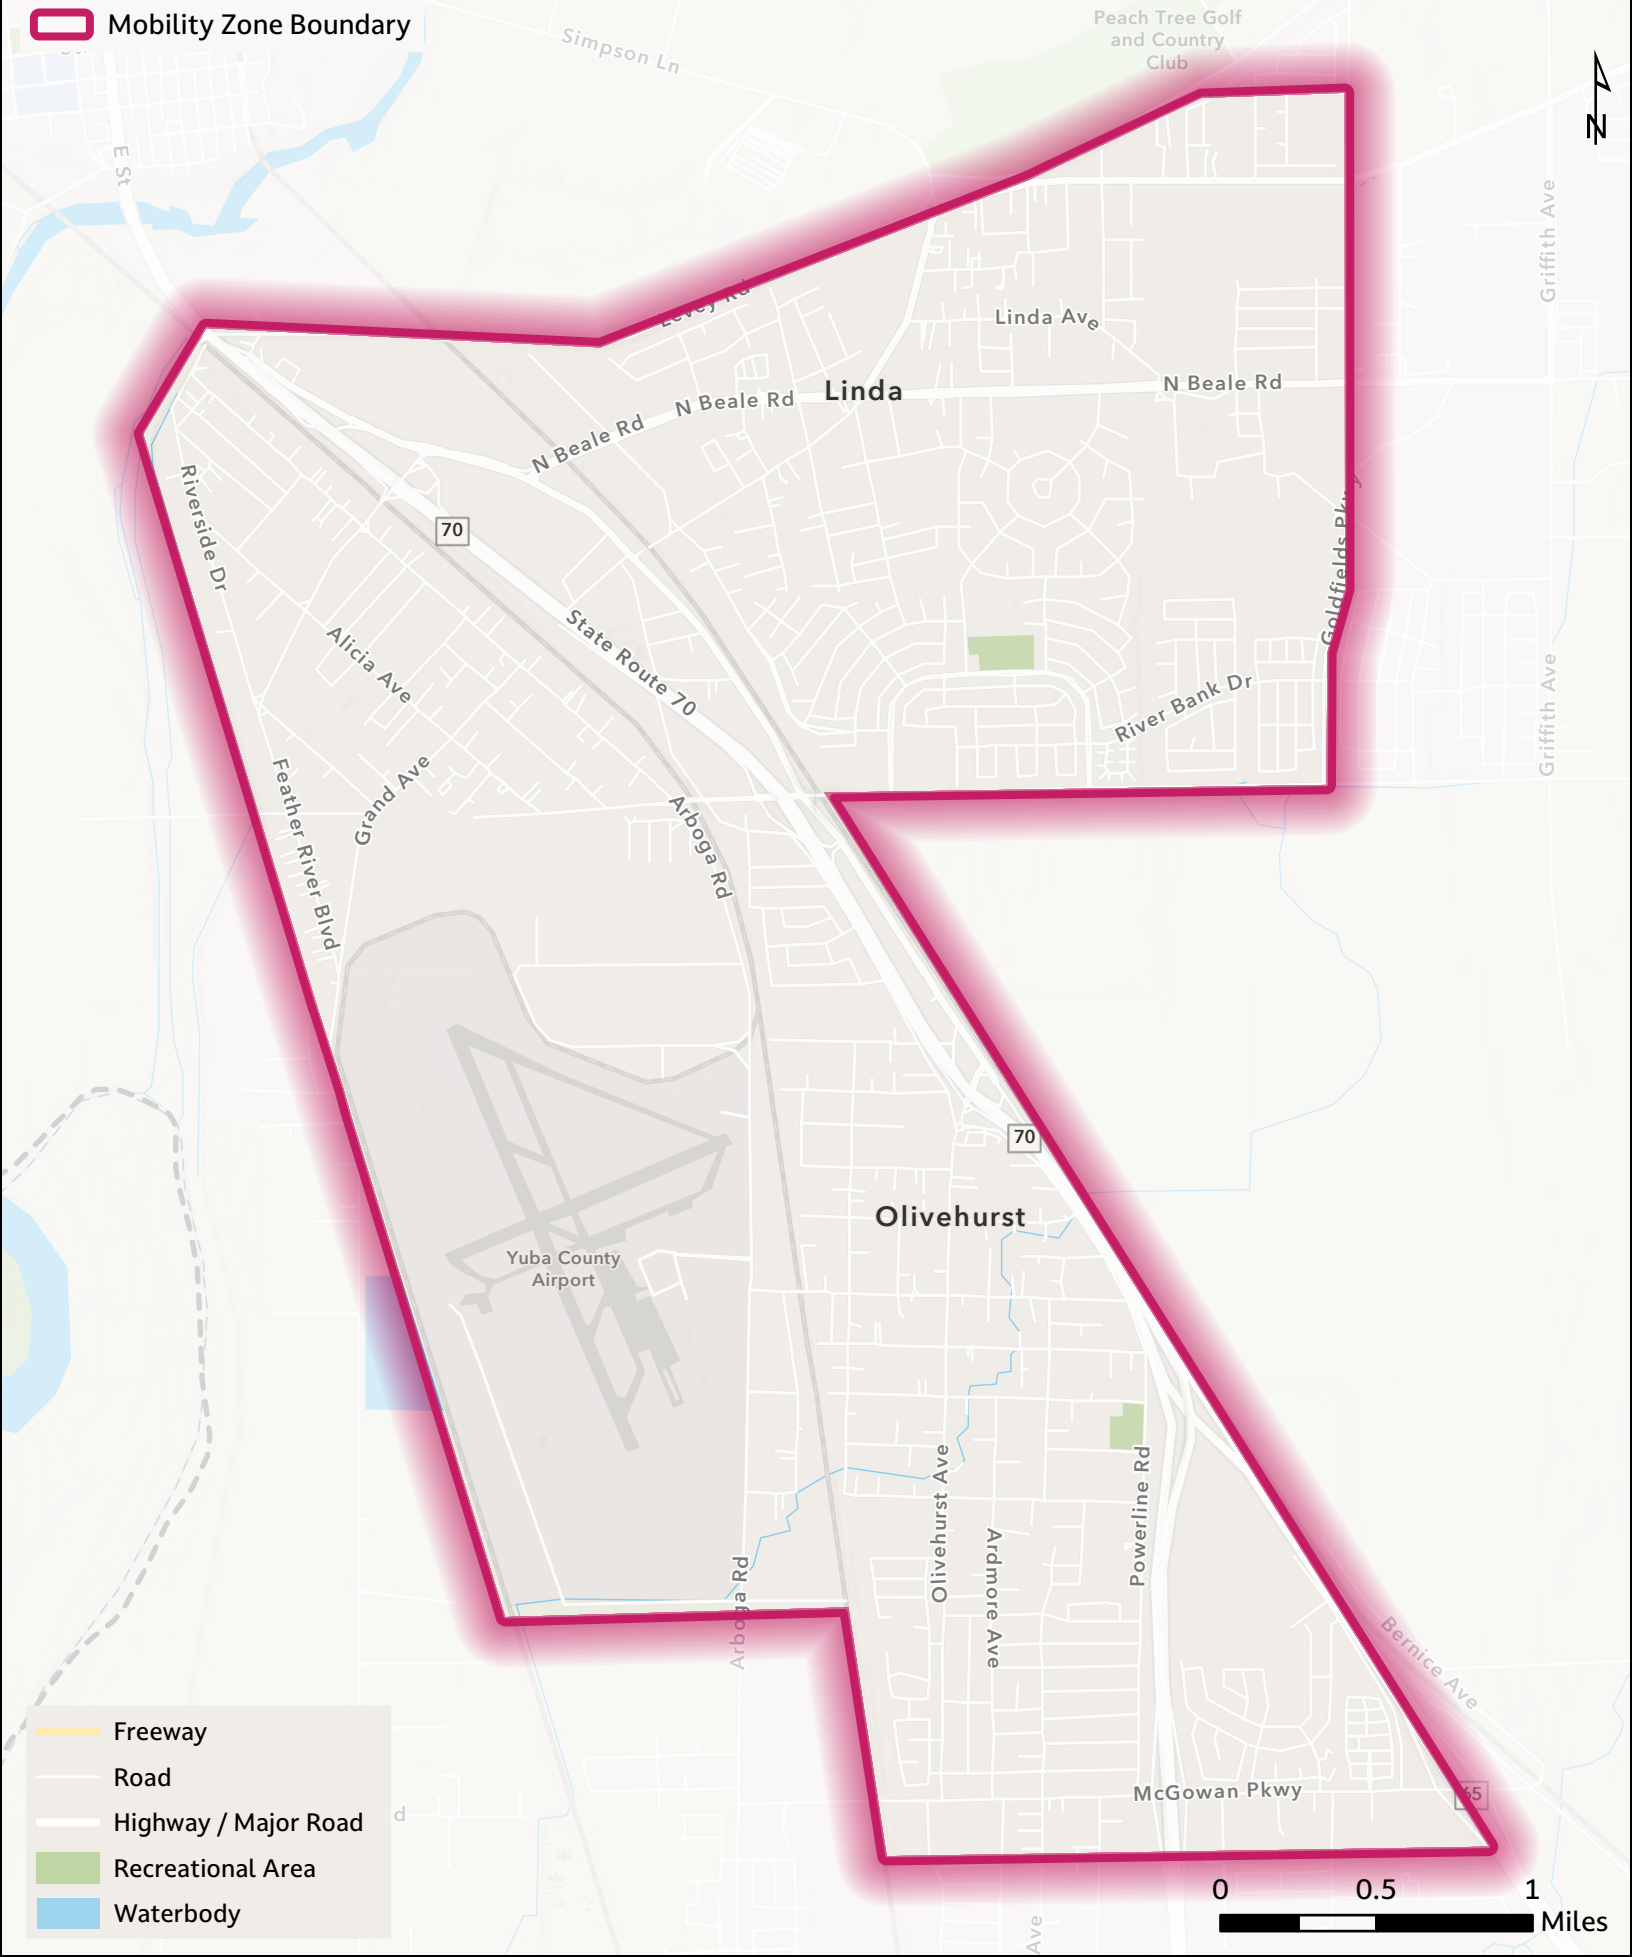 Mobility Zone Boundary
Peach Tree Golf
and Country
Club
Simpson Ln
N
E St
Griffith Ave
Levey Rd
Linda Ave
Linda
N Beale Rd
N Beale Rd
N Beale Rd
Riverside Dr
70
Goldfields Pkwy
State Route 70
Alicia Ave
River Bank Dr
Griffith Ave
Feather River Blvd
Grand Ave
Arboga Rd
70
Olivehurst
Yuba County
Airport
Olivehurst Ave
Ardmore Ave
Powerline Rd
Arboga Rd
Bernice Ave
McGowan Pkwy
65
Freeway
Road
Highway / Major Road
d
Recreational Area
Waterbody
Ave
0 0.5 1
Miles